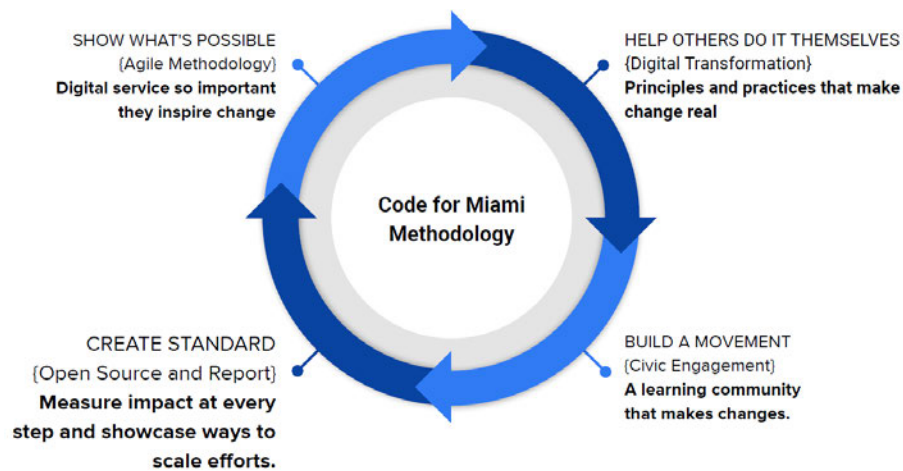 SHOW WHAT'S POSSIBLE
{Agile Methodology}
Digital service so important
they inspire change
HELP OTHERS DO IT THEMSELVES
{Digital Transformation}
Principles and practices that make
change real
Code for Miami
Methodology
CREATE STANDARD
{Open Source and Report}
Measure impact at every
step and showcase ways to
scale efforts.
BUILD A MOVEMENT
{Civic Engagement}
A learning community
that makes changes.